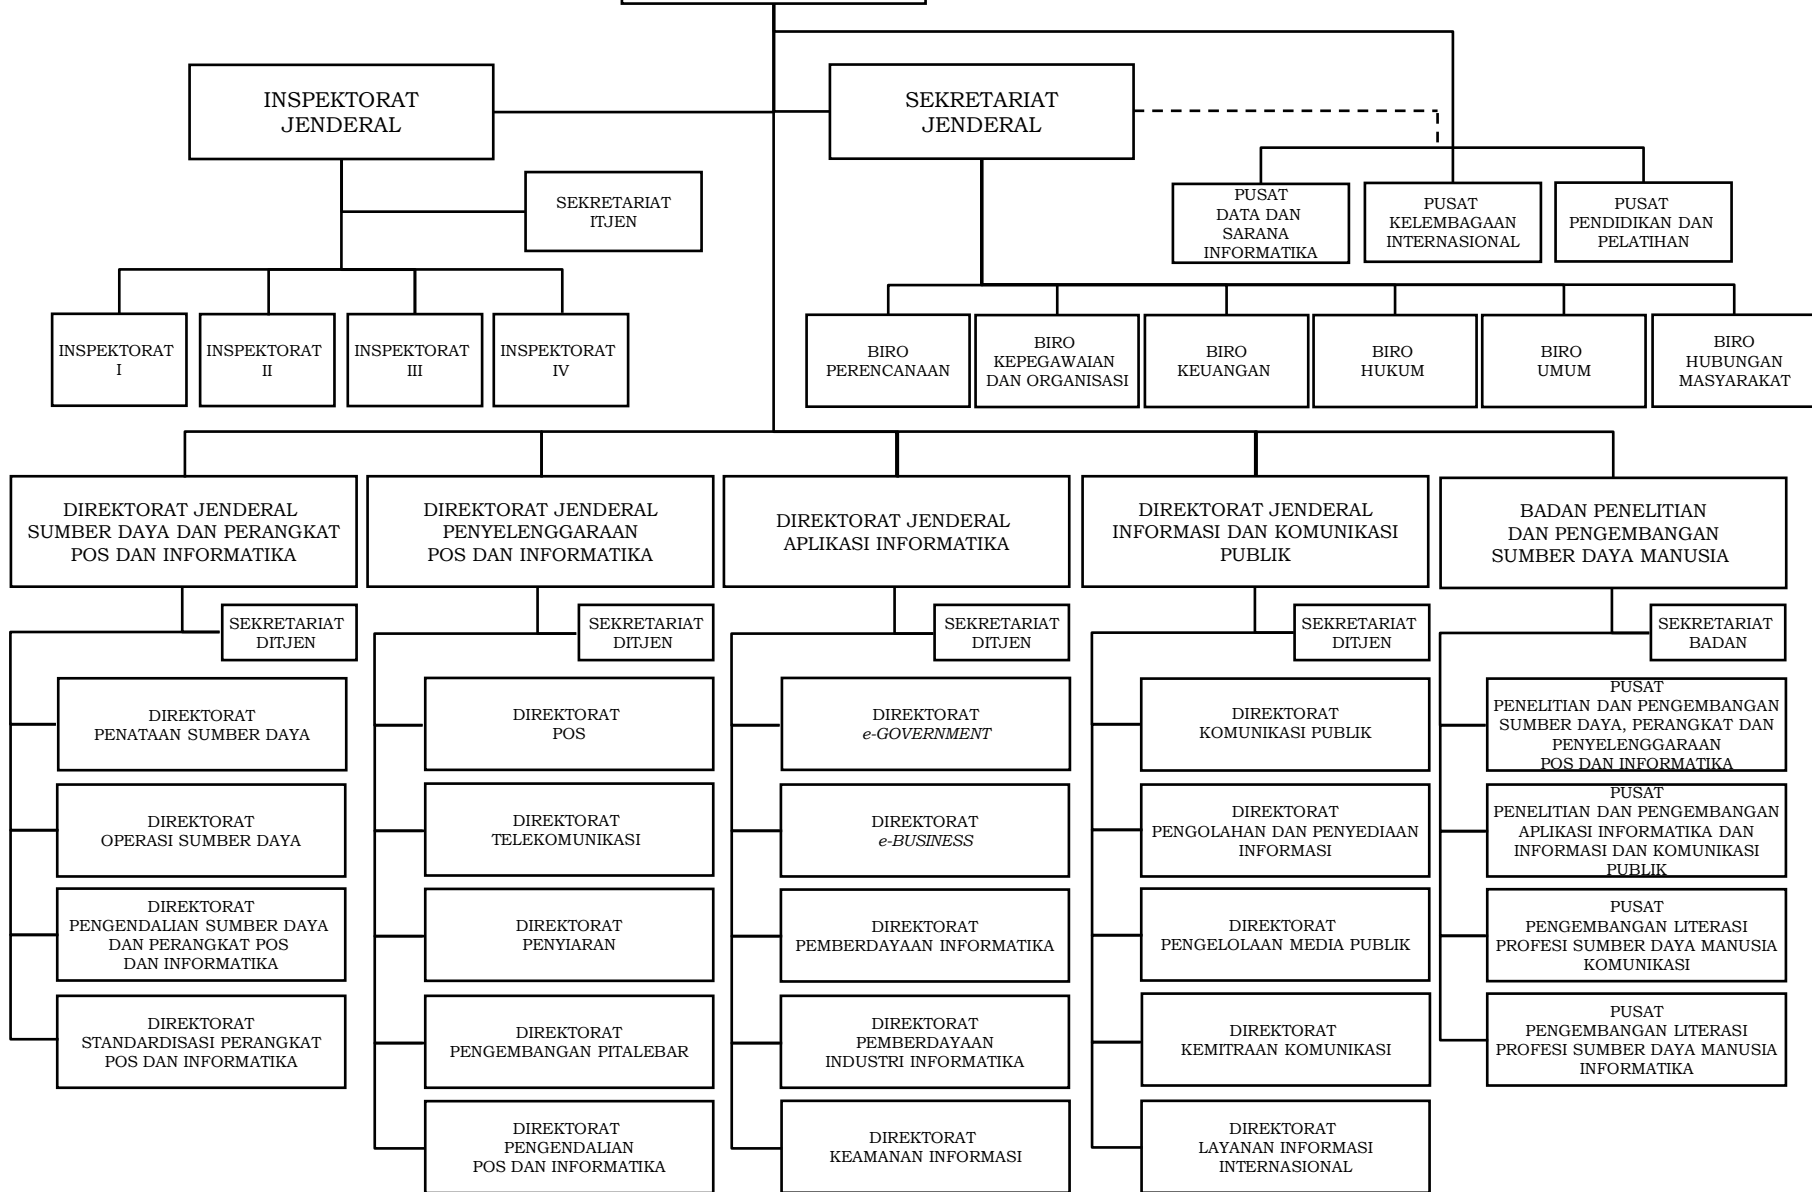 INSPEKTORAT
JENDERAL
SEKRETARIAT
JENDERAL
SEKRETARIAT
ITJEN
PUSAT
DATA DAN
SARANA
INFORMATIKA
PUSAT
KELEMBAGAAN
INTERNASIONAL
PUSAT
PENDIDIKAN DAN
PELATIHAN
INSPEKTORAT
I
INSPEKTORAT
II
INSPEKTORAT
III
INSPEKTORAT
IV
BIRO
PERENCANAAN
BIRO
KEPEGAWAIAN
DAN ORGANISASI
BIRO
KEUANGAN
BIRO
HUKUM
BIRO
UMUM
BIRO
HUBUNGAN
MASYARAKAT
DIREKTORAT JENDERAL
SUMBER DAYA DAN PERANGKAT
POS DAN INFORMATIKA
DIREKTORAT JENDERAL
PENYELENGGARAAN
POS DAN INFORMATIKA
DIREKTORAT JENDERAL
APLIKASI INFORMATIKA
DIREKTORAT JENDERAL
INFORMASI DAN KOMUNIKASI
PUBLIK
BADAN PENELITIAN
DAN PENGEMBANGAN
SUMBER DAYA MANUSIA
SEKRETARIAT
DITJEN
SEKRETARIAT
DITJEN
SEKRETARIAT
DITJEN
SEKRETARIAT
DITJEN
SEKRETARIAT
BADAN
DIREKTORAT
PENATAAN SUMBER DAYA
DIREKTORAT
POS
DIREKTORAT
e-GOVERNMENT
DIREKTORAT
KOMUNIKASI PUBLIK
PUSAT
PENELITIAN DAN PENGEMBANGAN
SUMBER DAYA, PERANGKAT DAN
PENYELENGGARAAN
POS DAN INFORMATIKA
DIREKTORAT
OPERASI SUMBER DAYA
DIREKTORAT
TELEKOMUNIKASI
DIREKTORAT
e-BUSINESS
DIREKTORAT
PENGOLAHAN DAN PENYEDIAAN
INFORMASI
PUSAT
PENELITIAN DAN PENGEMBANGAN
APLIKASI INFORMATIKA DAN
INFORMASI DAN KOMUNIKASI
PUBLIK
DIREKTORAT
PENGENDALIAN SUMBER DAYA
DAN PERANGKAT POS
DAN INFORMATIKA
DIREKTORAT
PENYIARAN
DIREKTORAT
PEMBERDAYAAN INFORMATIKA
DIREKTORAT
PENGELOLAAN MEDIA PUBLIK
PUSAT
PENGEMBANGAN LITERASI
PROFESI SUMBER DAYA MANUSIA
KOMUNIKASI
DIREKTORAT
STANDARDISASI PERANGKAT
POS DAN INFORMATIKA
DIREKTORAT
PENGEMBANGAN PITALEBAR
DIREKTORAT
PEMBERDAYAAN
INDUSTRI INFORMATIKA
DIREKTORAT
KEMITRAAN KOMUNIKASI
PUSAT
PENGEMBANGAN LITERASI
PROFESI SUMBER DAYA MANUSIA
INFORMATIKA
DIREKTORAT
PENGENDALIAN
POS DAN INFORMATIKA
DIREKTORAT
KEAMANAN INFORMASI
DIREKTORAT
LAYANAN INFORMASI
INTERNASIONAL